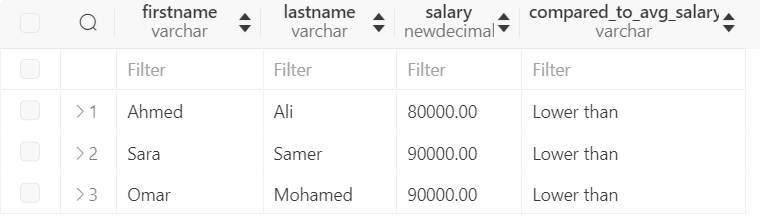 firstname lastname salary compared_to_avg_salary
varchar varchar newdecimal varchar
Filter Filter Filter Filter
1 Ahmed Ali 80000.00 Lower than
2 Sara Samer 90000.00 Lower than
3 Omar Mohamed 90000.00 Lower than